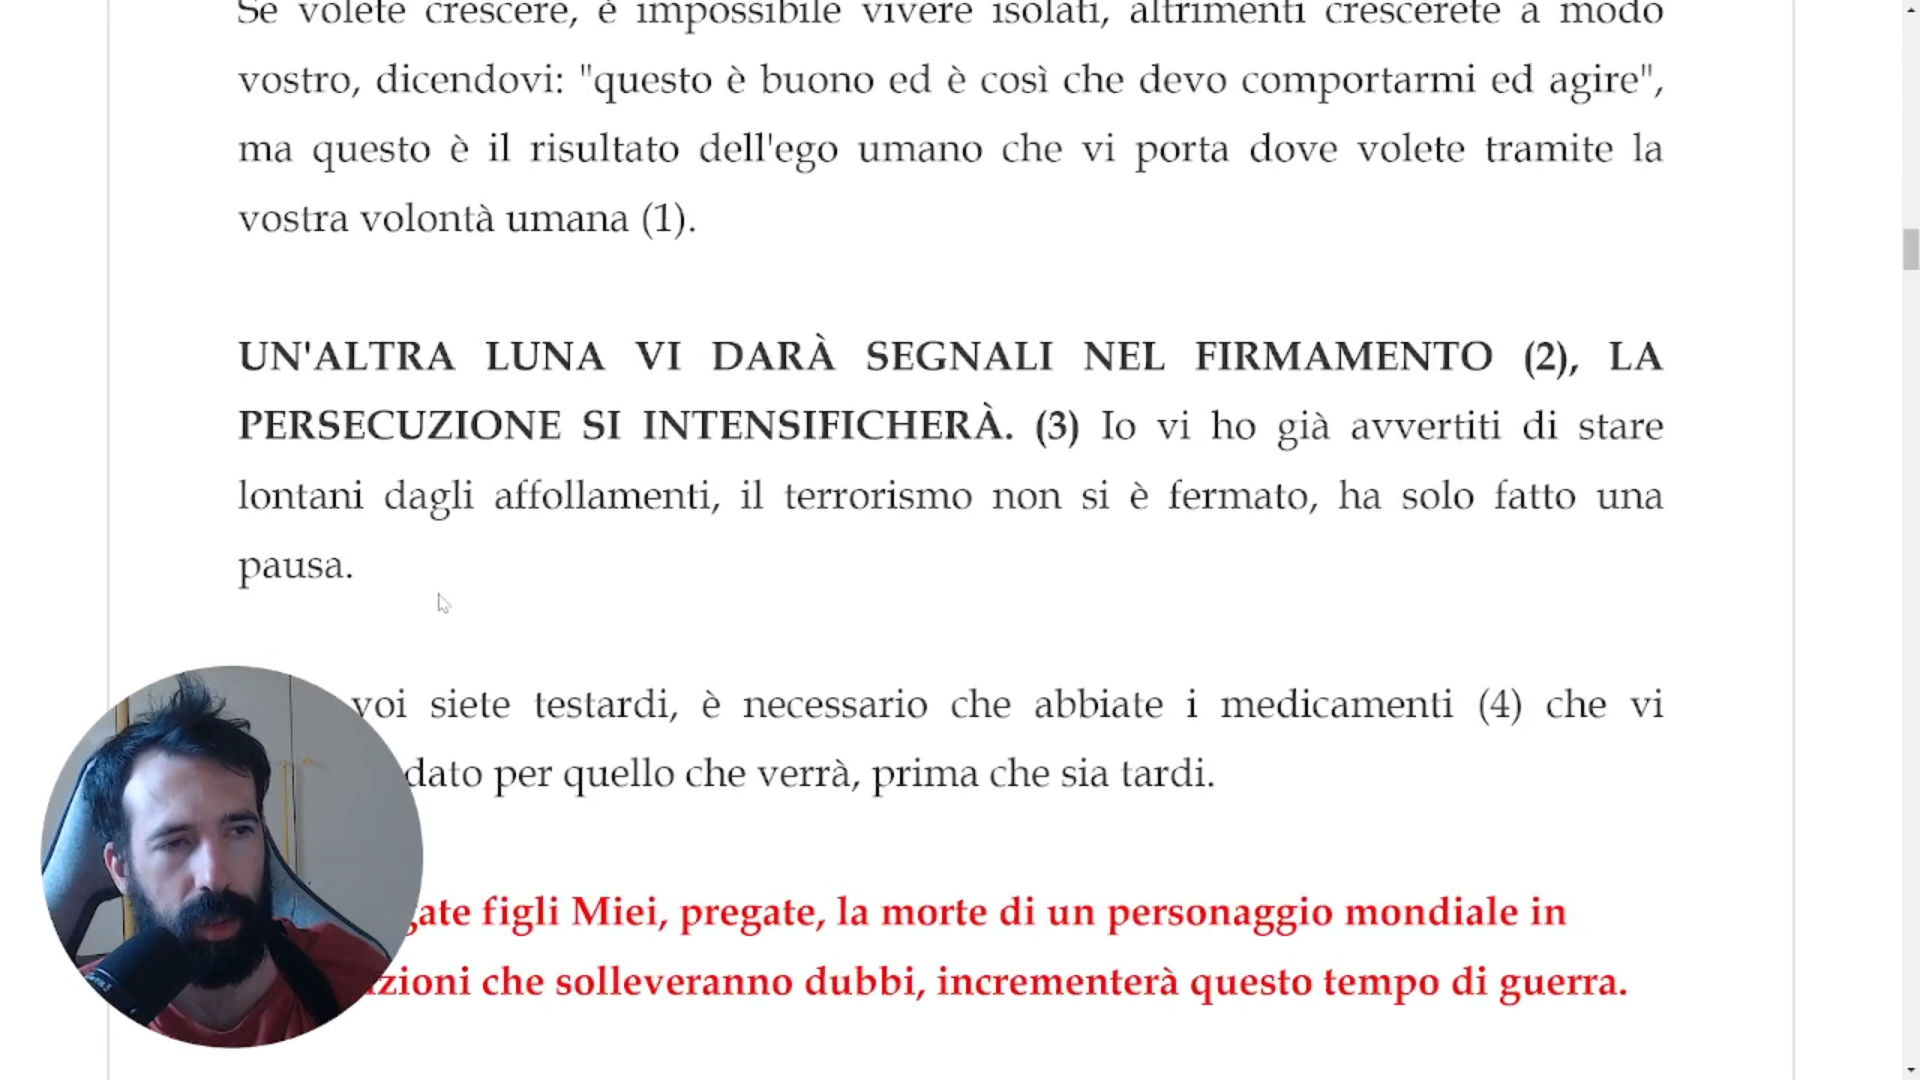 Se volete crescere, è impossibile vivere isolati, altrimenti crescerete a modo
vostro, dicendovi: "questo è buono ed è così che devo comportarmi ed agire",
ma questo è il risultato dell'ego umano che vi porta dove volete tramite la
vostra volontà umana (1).
UN'ALTRA LUNA VI DARÀ SEGNALI NEL FIRMAMENTO (2), LA
PERSECUZIONE SI INTENSIFICHERÀ. (3) Io vi ho già avvertiti di stare
lontani dagli affollamenti, il terrorismo non si è fermato, ha solo fatto una
pausa.
voi siete testardi, è necessario che abbiate i medicamenti (4) che vi
dato per quello che verrà, prima che sia tardi.
gate figli Miei, pregate, la morte di un personaggio mondiale in
zioni che solleveranno dubbi, incrementerà questo tempo di guerra.